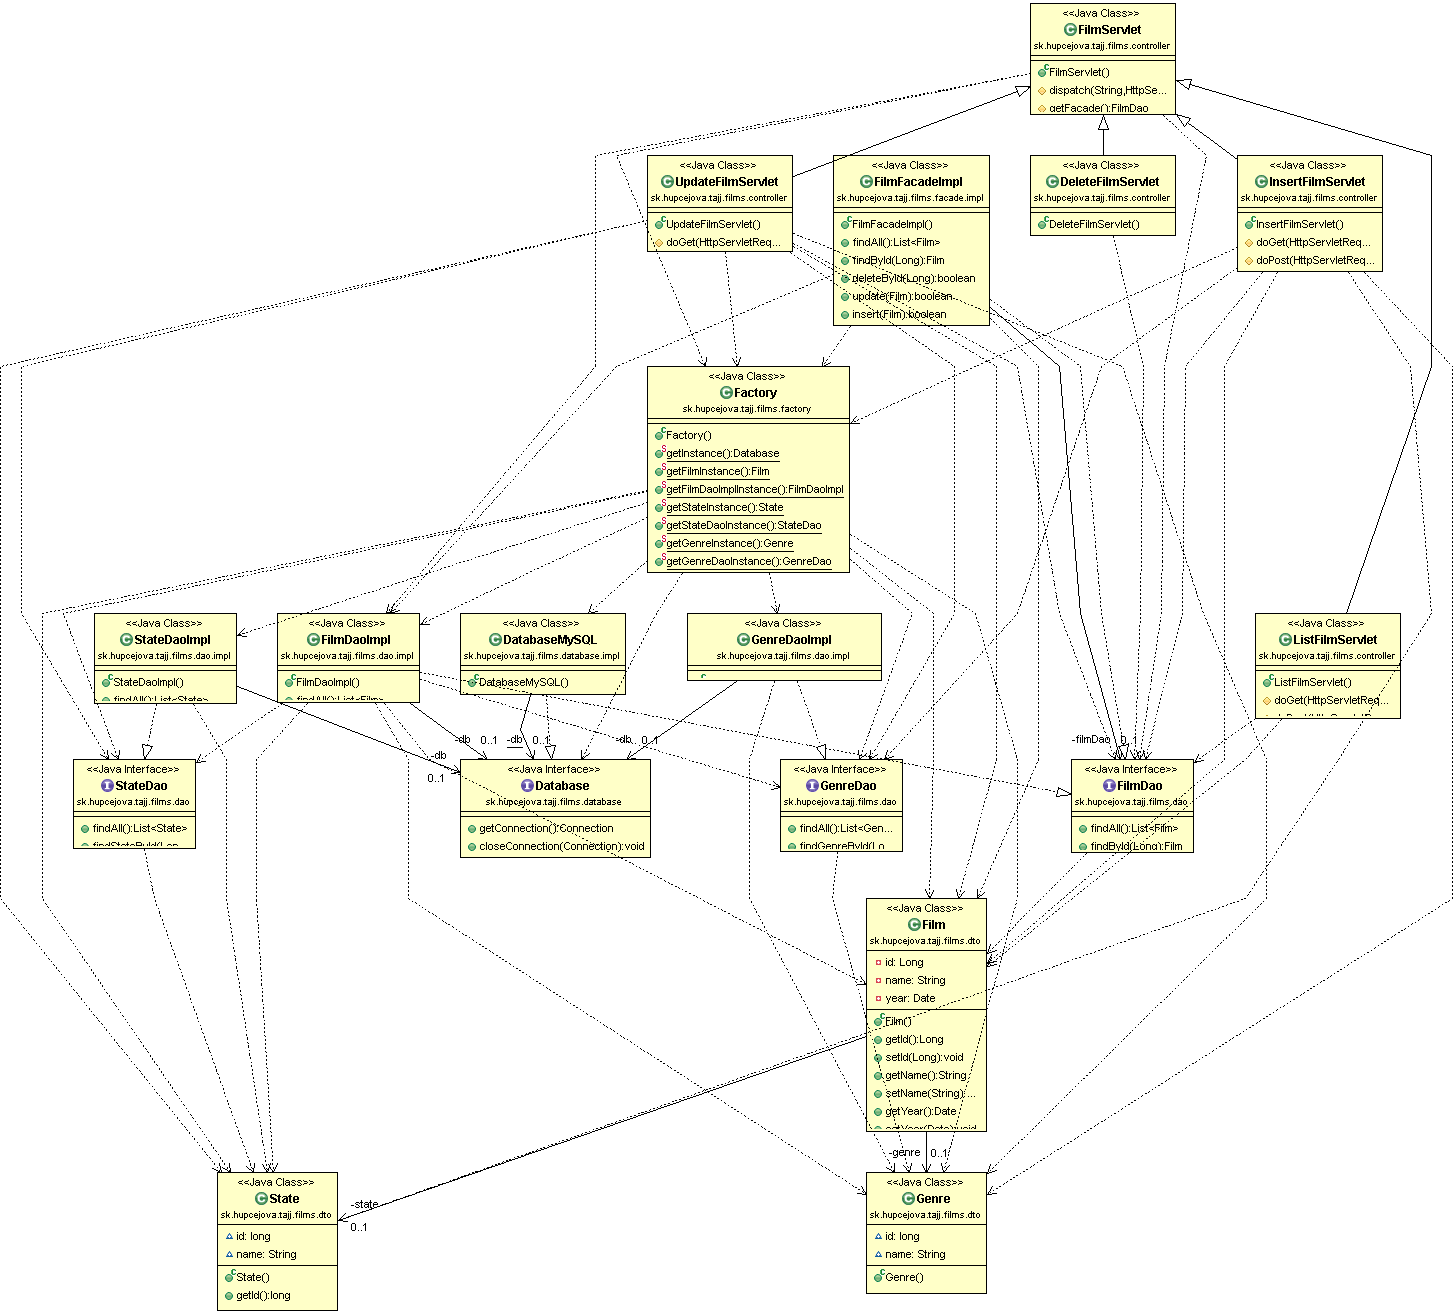 <<Java Class>>
FilmServlet
sk.hupcejova.tajj.films.controller
FilmServlet()
dispatch(String,HttpSe...
getFacade():FilmDao
<<Java Class>>
UpdateFilmServlet
sk.hupcejova.tajj.films.controller
UpdateFilmServlet()
doGet(HttpServletReq...
<<Java Class>>
FilmFacadeImpl
sk.hupcejova.tajj.films.facade.impl
FilmFacadeImpl()
findAll():List<Film>
findById(Long):Film
deleteById(Long):boolean
update(Film):boolean
insert(Film):boolean
<<Java Class>>
DeleteFilmServlet
sk.hupcejova.tajj.films.controller
DeleteFilmServlet()
<<Java Class>>
InsertFilmServlet
sk.hupcejova.tajj.films.controller
InsertFilmServlet()
doGet(HttpServletReq...
doPost(HttpServletReq...
<<Java Class>>
Factory
sk.hupcejova.tajj.films.factory
Factory()
getInstance():Database
getFilmInstance():Film
getFilmDaoImplInstance():FilmDaoImpl
getStateInstance():State
getStateDaoInstance():StateDao
getGenreInstance():Genre
getGenreDaoInstance():GenreDao
<<Java Class>>
StateDaoImpl
sk.hupcejova.tajj.films.dao.impl
StateDaoImpl()
findAll():List<State>
<<Java Class>>
FilmDaoImpl
sk.hupcejova.tajj.films.dao.impl
FilmDaoImpl()
findAll():List<Film>
<<Java Class>>
DatabaseMySQL
sk.hupcejova.tajj.films.database.impl
DatabaseMySQL()
<<Java Class>>
GenreDaoImpl
sk.hupcejova.tajj.films.dao.impl
<<Java Class>>
ListFilmServlet
sk.hupcejova.tajj.films.controller
ListFilmServlet()
doGet(HttpServletReq...
-db 0..1
-db 0..1
-db 0..1
-db
0..1
-filmDao 0..1
<<Java Interface>>
StateDao
sk.hupcejova.tajj.films.dao
findAll():List<State>
findStateById(Lon...
<<Java Interface>>
Database
sk.hupcejova.tajj.films.database
getConnection():Connection
closeConnection(Connection):void
<<Java Interface>>
GenreDao
sk.hupcejova.tajj.films.dao
findAll():List<Gen...
findGenreById(Lo...
<<Java Interface>>
FilmDao
sk.hupcejova.tajj.films.dao
findAll():List<Film>
findById(Long):Film
<<Java Class>>
Film
sk.hupcejova.tajj.films.dto
id: Long
name: String
year: Date
Film()
getId():Long
setId(Long):void
getName():String
setName(String):...
getYear():Date
setYear(Date):void
-genre 0..1
-state
0..1
<<Java Class>>
State
sk.hupcejova.tajj.films.dto
id: long
name: String
State()
getId():long
<<Java Class>>
Genre
sk.hupcejova.tajj.films.dto
id: long
name: String
Genre()